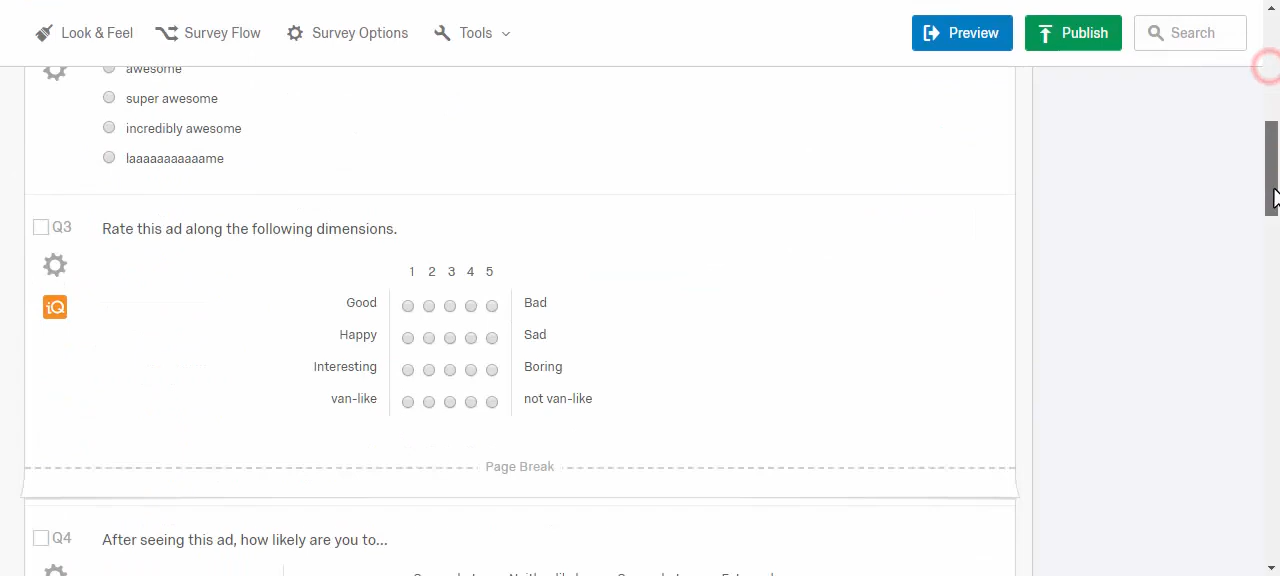 Look & Feel Survey Flow Survey Options Tools Preview Publish Search
awesome
super awesome
incredibly awesome
laaaaaaaaaaame
Q3 Rate this ad along the following dimensions.
1 2 3 4 5
iQ
Good Bad
Happy Sad
Interesting Boring
van-like not van-like
Page Break
Q4 After seeing this ad, how likely are you to...